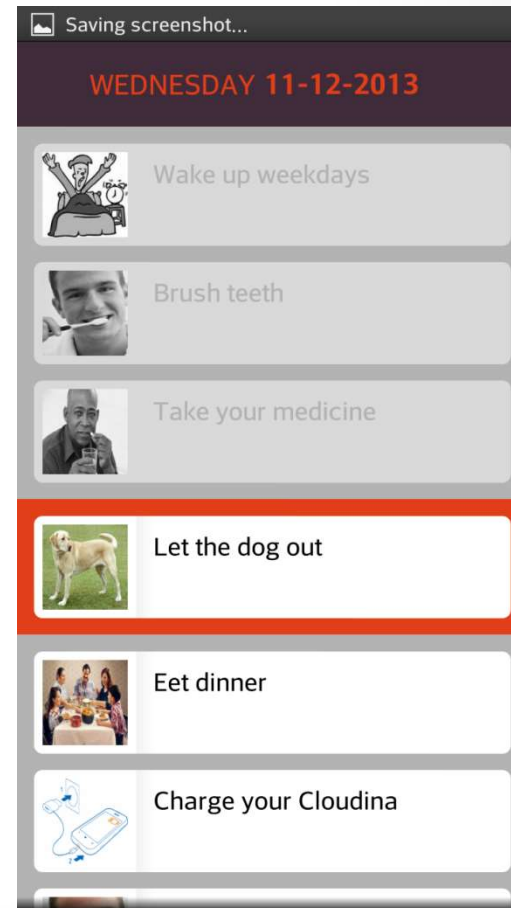 Saving screenshot...
WEDNESDAY 11-12-2013
Wake up weekdays
Brush teeth
Take your medicine
Let the dog out
Eet dinner
Charge your Cloudina